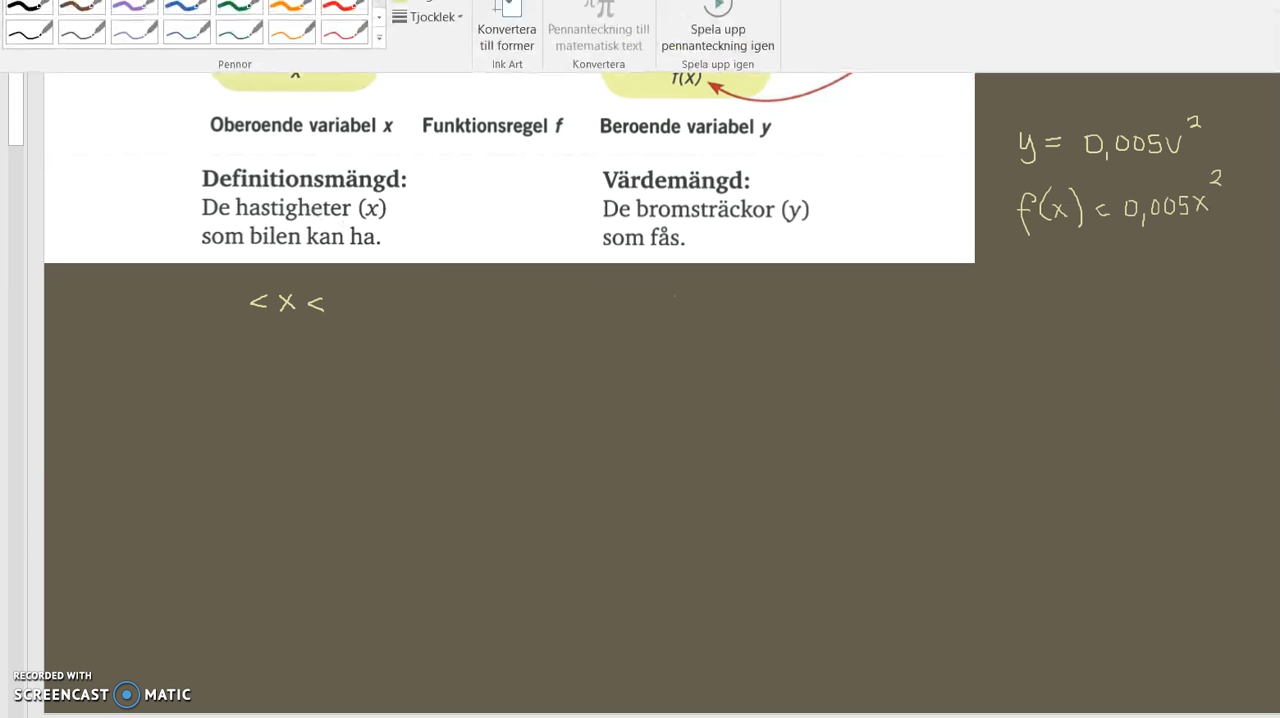 Tjocklek
Konvertera
till former
Pennanteckning till
matematisk text
Spela upp
pennanteckning igen
Pennor
Ink Art
Konvertera
Spela upp igen
x
f(x)
Oberoende variabel x
Funktionsregel f
Beroende variabel y
Definitionsmängd:
De hastigheter (x)
som bilen kan ha.
Värdemängd:
De bromsträckor (y)
som fås.
y = 0,005v²
f(x) = 0,005x²
< x <
RECORDED WITH
SCREENCAST MATIC